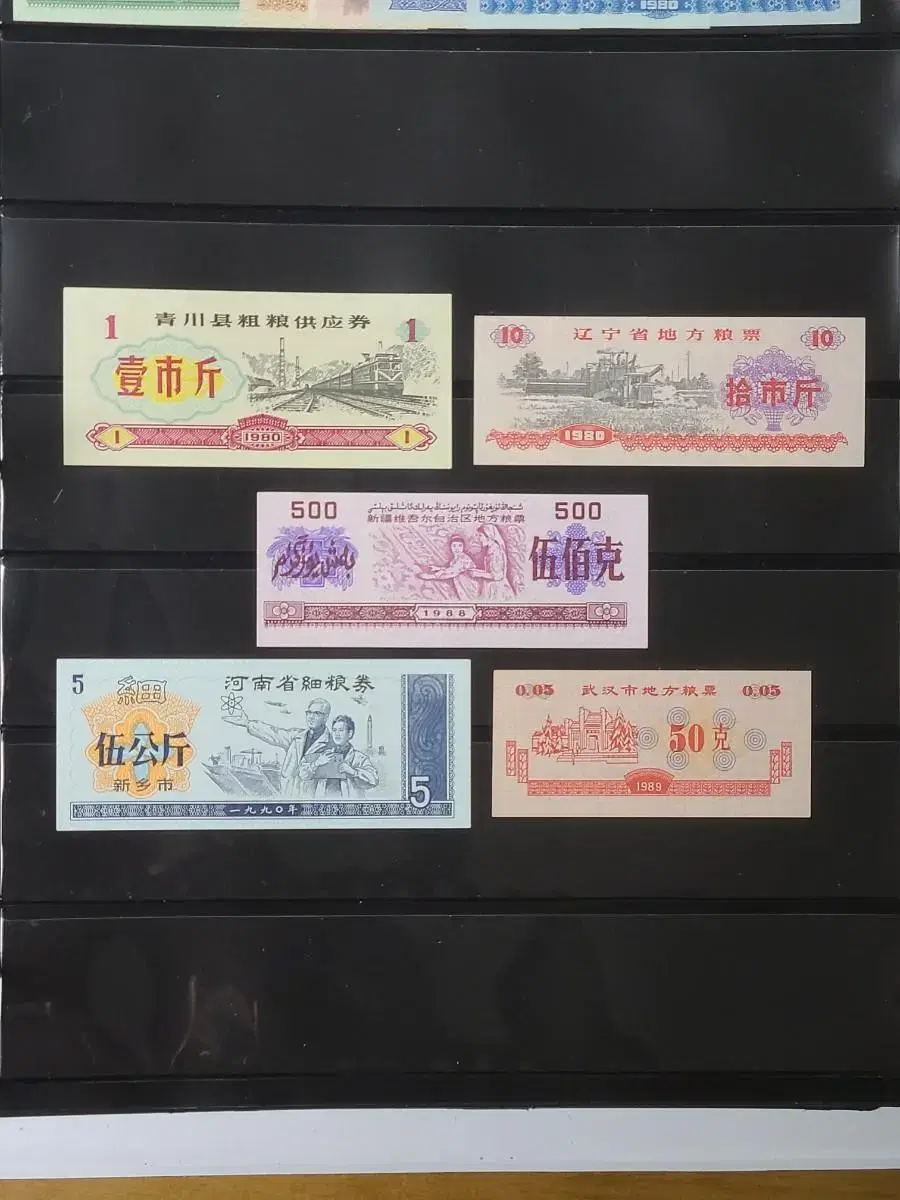 1980
1 青川县粗粮供应券 1
壹市斤
1 1980 1
10 辽宁省地方粮票 10
拾市斤
1980
500 500
新疆维吾尔自治区地方粮票
伍佰克
1988
5 细 河南省细粮券
伍公斤
新乡市
一九九〇年 5
0.05 武汉市地方粮票 0.05
50克
1989